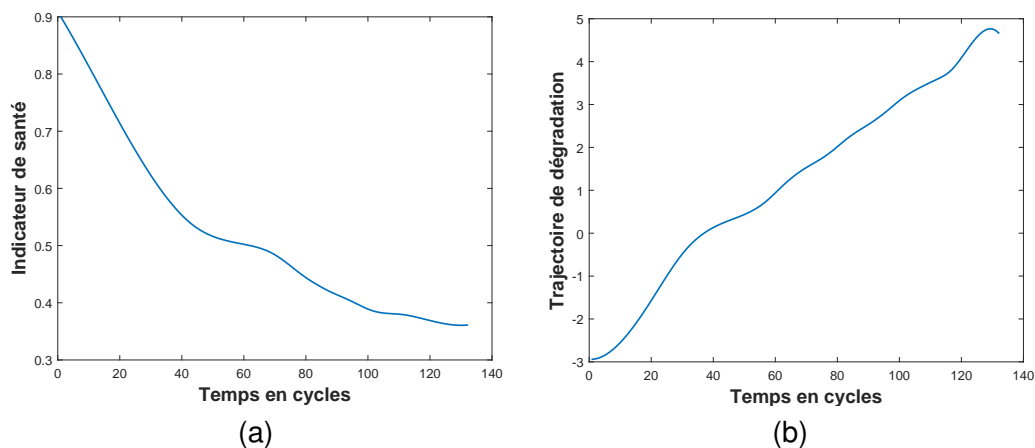 0.9
0.8
0.7
0.6
0.5
0.4
0.3
Indicateur de santé
0 20 40 60 80 100 120 140
Temps en cycles
(a)
5
4
3
2
1
0
-1
-2
-3
Trajectoire de dégradation
0 20 40 60 80 100 120 140
Temps en cycles
(b)